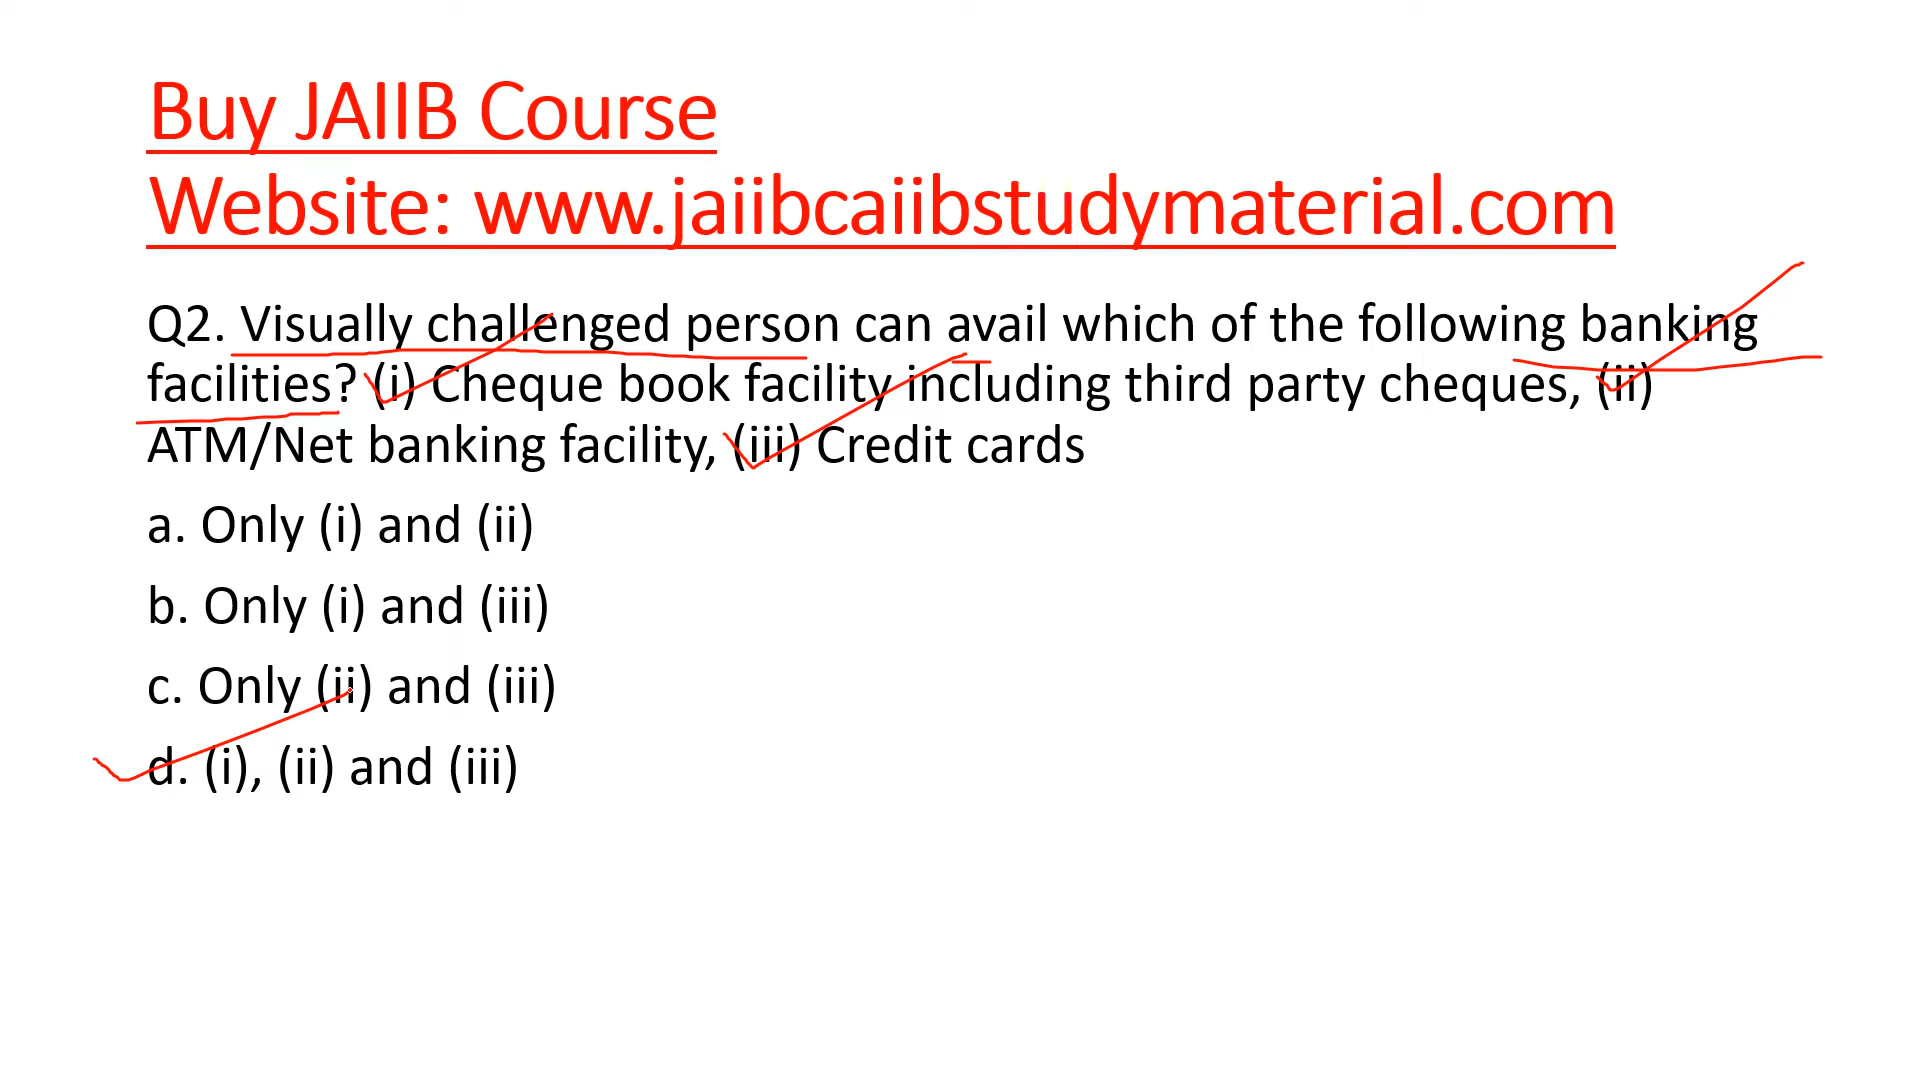 Buy JAIIB Course
Website: www.jaiibcaiibstudymaterial.com
Q2. Visually challenged person can avail which of the following banking
facilities? (i) Cheque book facility including third party cheques, (ii)
ATM/Net banking facility, (iii) Credit cards
a. Only (i) and (ii)
b. Only (i) and (iii)
c. Only (ii) and (iii)
d. (i), (ii) and (iii)